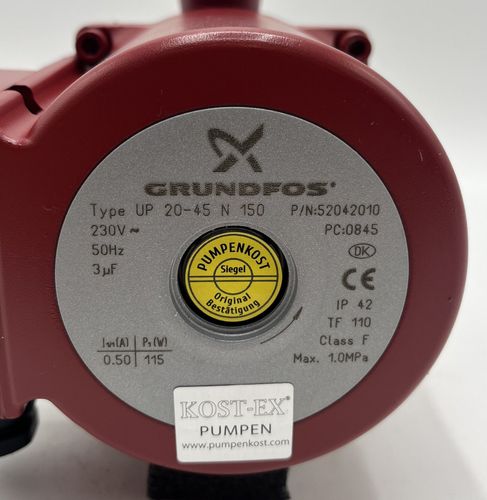 GRUNDFOS
Type UP 20-45 N 150 P/N:52042010
230V ~ PC:0845
50Hz
3µF
DK
CE
PUMPENKOST
Siegel
Original
Bestätigung
IP 42
TF 110
Class F
Max. 1.0MPa
I1/1(A) P1(W)
0.50 115
KOST-EX®
PUMPEN
www.pumpenkost.com